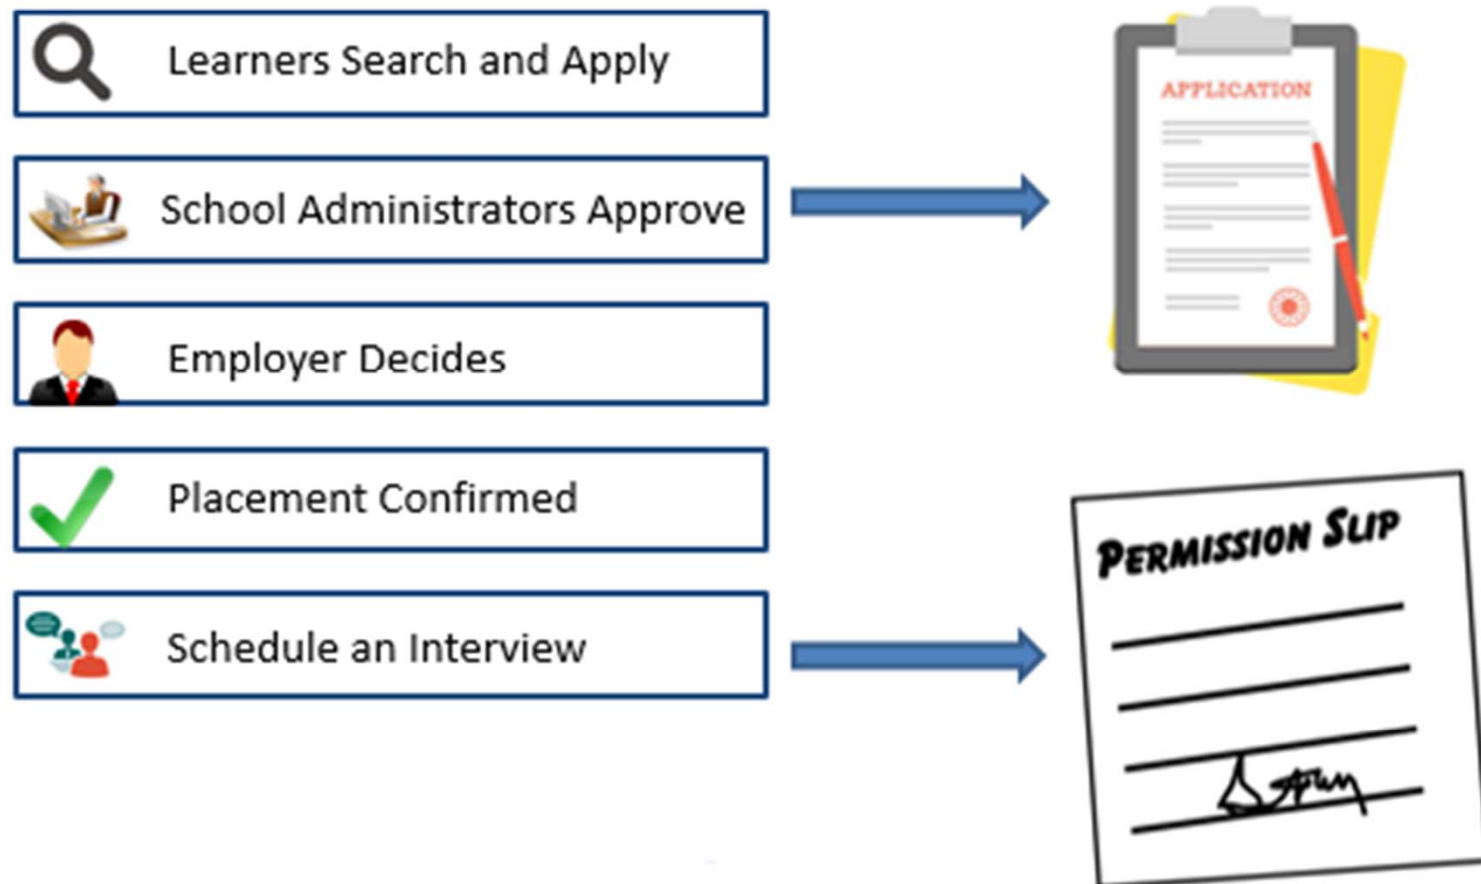 Learners Search and Apply
School Administrators Approve
Employer Decides
Placement Confirmed
Schedule an Interview
APPLICATION
PERMISSION SLIP